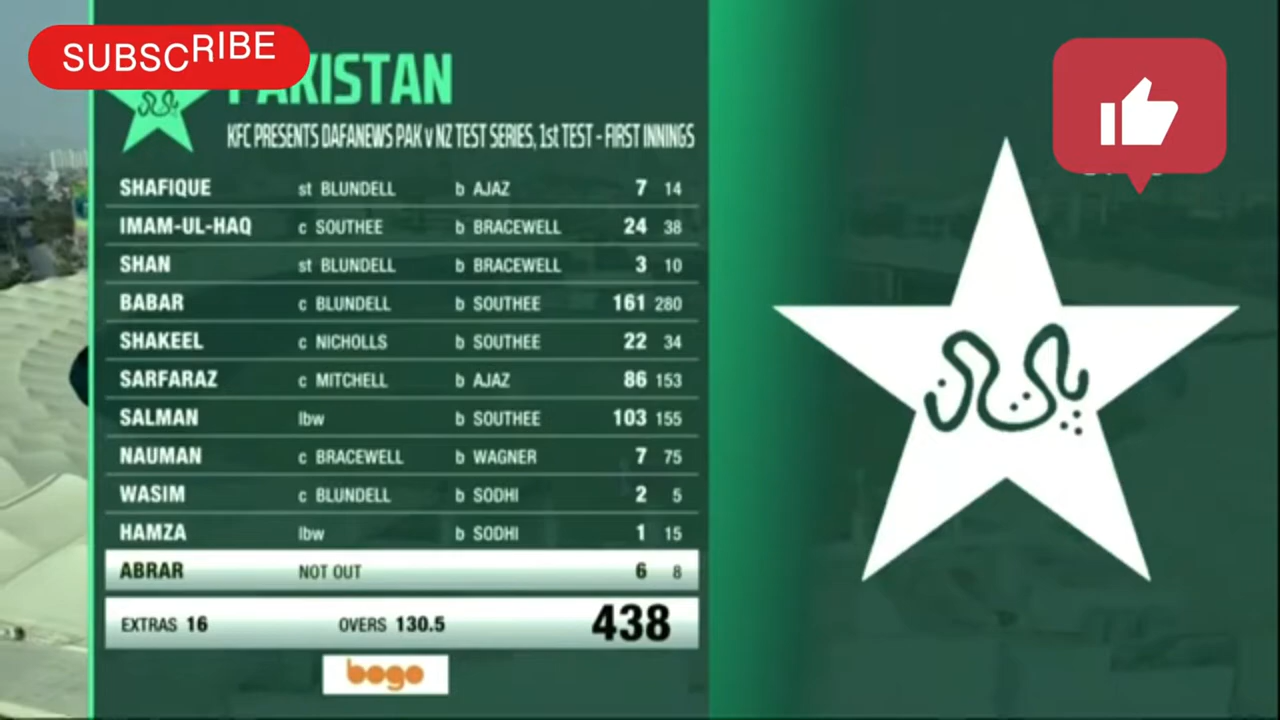 SUBSCRIBE
PAKISTAN
KFC PRESENTS DAFANEWS PAK v NZ TEST SERIES, 1st TEST - FIRST INNINGS
SHAFIQUE st BLUNDELL b AJAZ 7 14
IMAM-UL-HAQ c SOUTHEE b BRACEWELL 24 38
SHAN st BLUNDELL b BRACEWELL 3 10
BABAR c BLUNDELL b SOUTHEE 161 280
SHAKEEL c NICHOLLS b SOUTHEE 22 34
SARFARAZ c MITCHELL b AJAZ 86 153
SALMAN lbw b SOUTHEE 103 155
NAUMAN c BRACEWELL b WAGNER 7 75
WASIM c BLUNDELL b SODHI 2 5
HAMZA lbw b SODHI 1 15
ABRAR NOT OUT 6 8
EXTRAS 16 OVERS 130.5 438
bogo